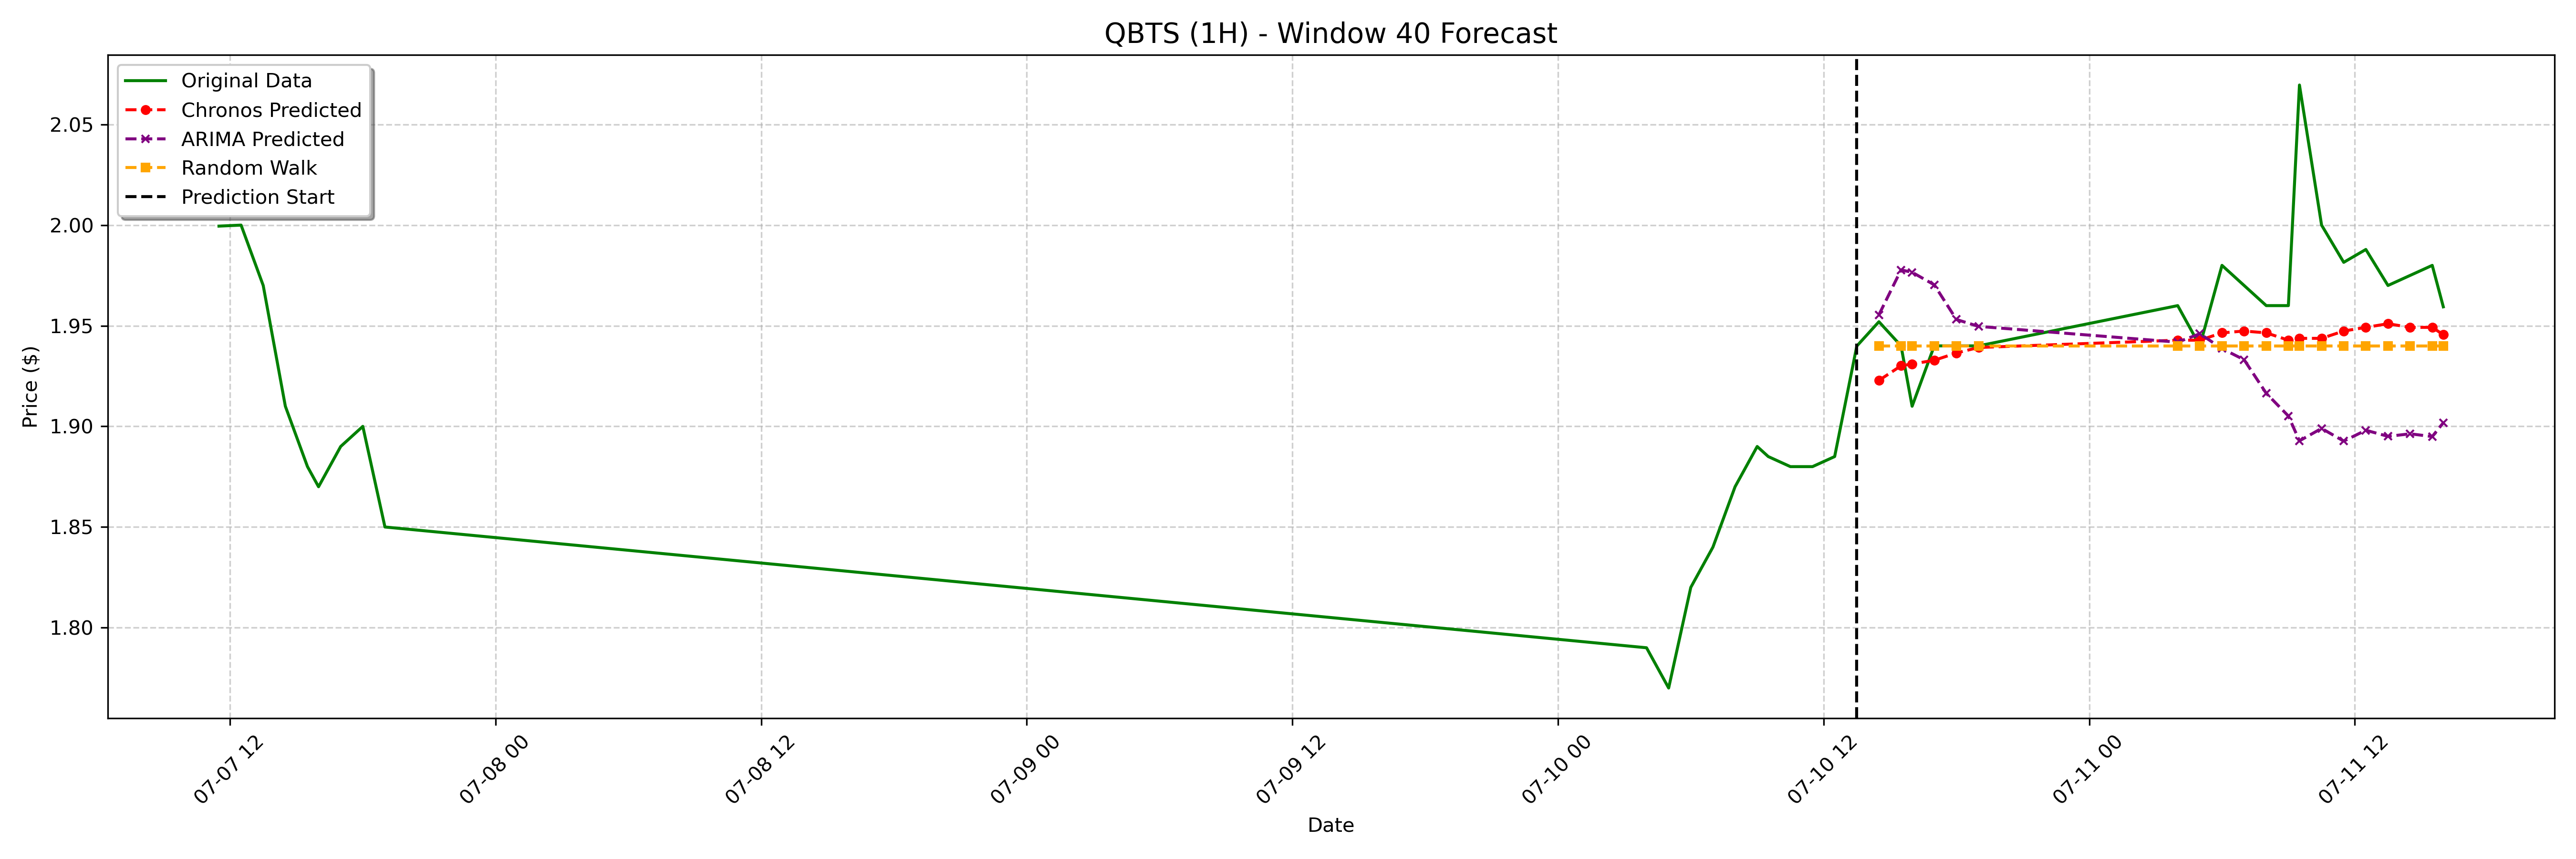 QBTS (1H) - Window 40 Forecast
Original Data
Chronos Predicted
ARIMA Predicted
Random Walk
Prediction Start
Price ($)
2.05
2.00
1.95
1.90
1.85
1.80
07-07 12
07-08 00
07-08 12
07-09 00
07-09 12
07-10 00
07-10 12
07-11 00
07-11 12
Date